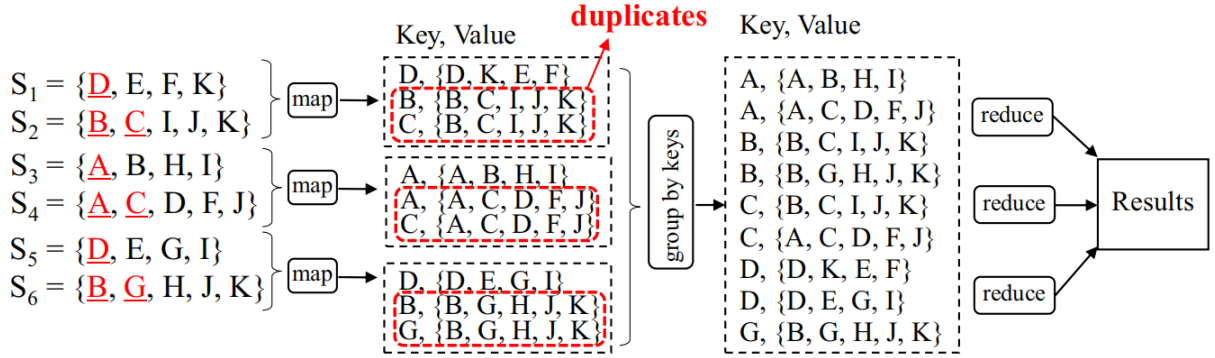 duplicates
Key, Value
Key, Value
S1 = {D, E, F, K}
S2 = {B, C, I, J, K}
S3 = {A, B, H, I}
S4 = {A, C, D, F, J}
S5 = {D, E, G, I}
S6 = {B, G, H, J, K}
map
map
map
D, {D, K, E, F}
B, {B, C, I, J, K}
C, {B, C, I, J, K}
A, {A, B, H, I}
A, {A, C, D, F, J}
C, {A, C, D, F, J}
D, {D, E, G, I}
B, {B, G, H, J, K}
G, {B, G, H, J, K}
group by keys
A, {A, B, H, I}
A, {A, C, D, F, J}
B, {B, C, I, J, K}
B, {B, G, H, J, K}
C, {B, C, I, J, K}
C, {A, C, D, F, J}
D, {D, K, E, F}
D, {D, E, G, I}
G, {B, G, H, J, K}
reduce
reduce
reduce
Results